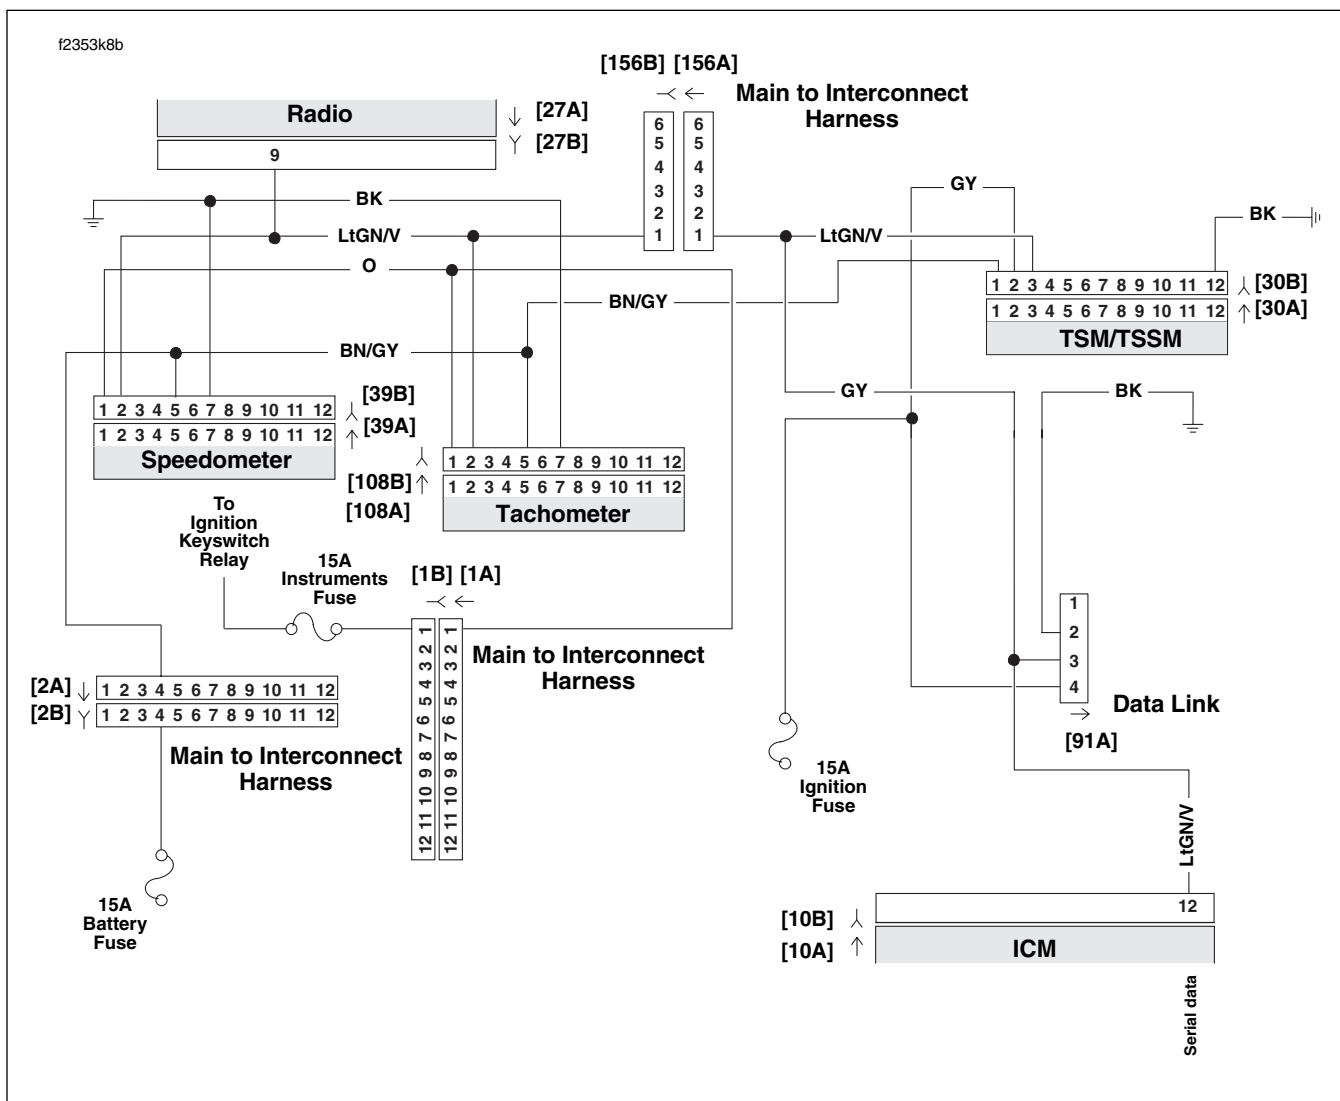 f2353k8b
[156B] [156A]
Main to Interconnect
Harness
Radio
[27A]
[27B]
9
6
5
4
3
2
1
6
5
4
3
2
1
BK
LtGN/V
O
BN/GY
BN/GY
LtGN/V
GY
BK
1 2 3 4 5 6 7 8 9 10 11 12
[30B]
1 2 3 4 5 6 7 8 9 10 11 12
[30A]
TSM/TSSM
[39B]
1 2 3 4 5 6 7 8 9 10 11 12
[39A]
1 2 3 4 5 6 7 8 9 10 11 12
Speedometer
1 2 3 4 5 6 7 8 9 10 11 12
[108B]
1 2 3 4 5 6 7 8 9 10 11 12
[108A]
Tachometer
GY
BK
To
Ignition
Keyswitch
Relay
15A
Instruments
Fuse
[1B] [1A]
1 2 3 4 5 6 7 8 9 10 11 12
1 2 3 4 5 6 7 8 9 10 11 12
Main to Interconnect
Harness
1
2
3
4
Data Link
[91A]
[2A]
1 2 3 4 5 6 7 8 9 10 11 12
[2B]
1 2 3 4 5 6 7 8 9 10 11 12
Main to Interconnect
Harness
15A
Ignition
Fuse
LtGN/V
15A
Battery
Fuse
12
[10B]
[10A]
ICM
Serial data